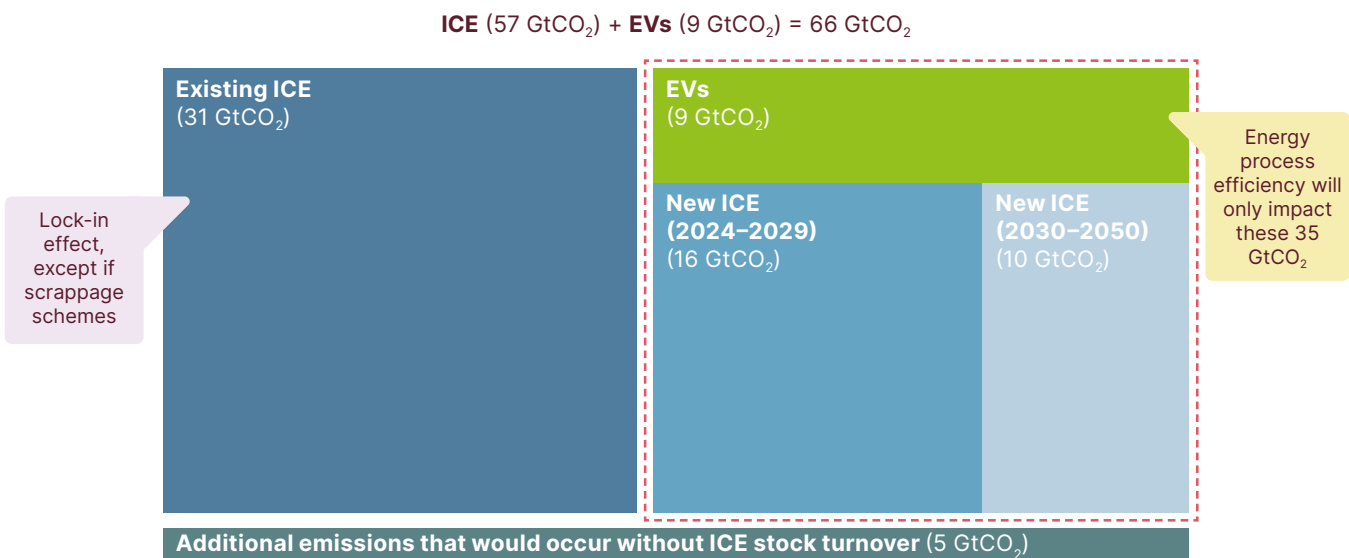 ICE (57 GtCO₂) + EVs (9 GtCO₂) = 66 GtCO₂
Existing ICE
(31 GtCO₂)
Lock-in
effect,
except if
scrappage
schemes
EVs
(9 GtCO₂)
New ICE
(2024–2029)
(16 GtCO₂)
New ICE
(2030–2050)
(10 GtCO₂)
Energy
process
efficiency will
only impact
these 35
GtCO₂
Additional emissions that would occur without ICE stock turnover (5 GtCO₂)